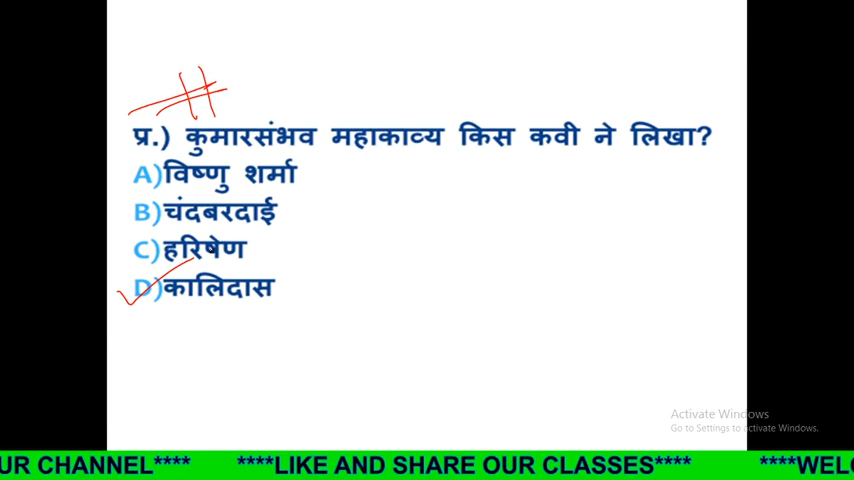 प्र.) कुमारसंभव महाकाव्य किस कवी ने लिखा?
A)विष्णु शर्मा
B)चंदबरदाई
C)हरिषेण
D)कालिदास
Activate Windows
Go to Settings to activate Windows.
UR CHANNEL**** ****LIKE AND SHARE OUR CLASSES**** ****WELC